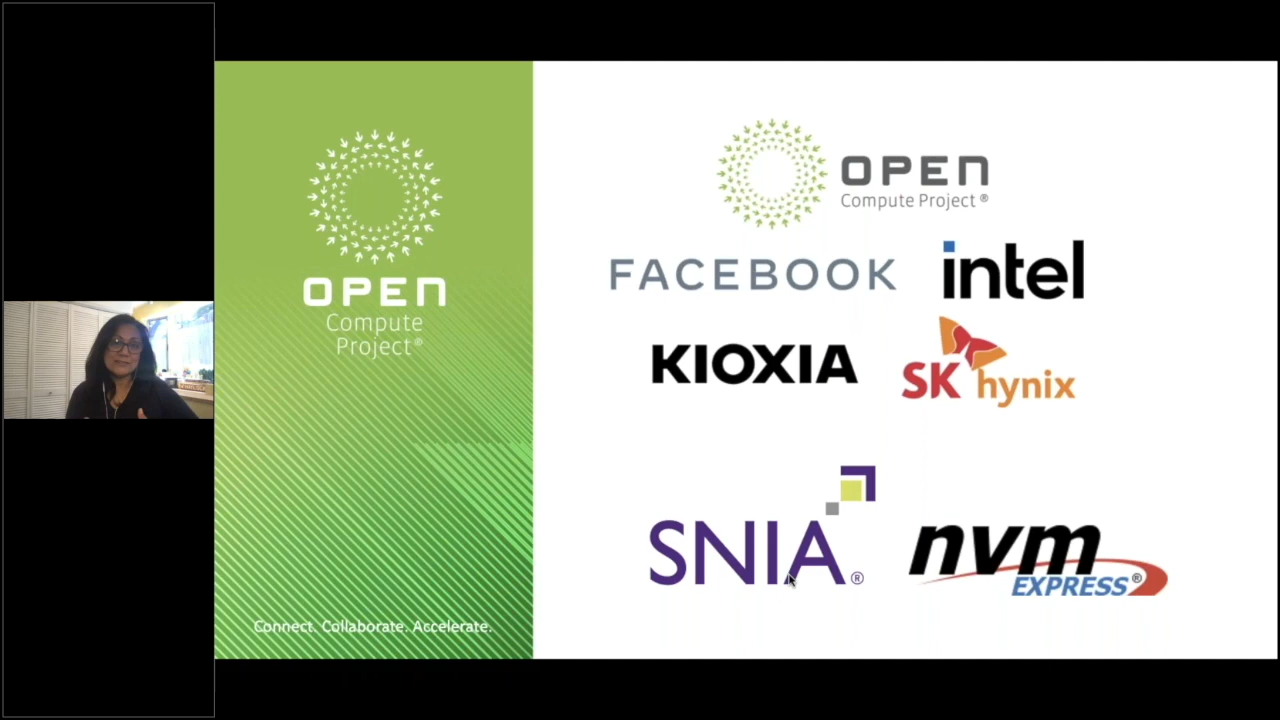 OPEN
Compute
Project®
Connect. Collaborate. Accelerate.
OPEN
Compute Project®
FACEBOOK
intel
KIOXIA
SK hynix
SNIA®
nvm
EXPRESS®